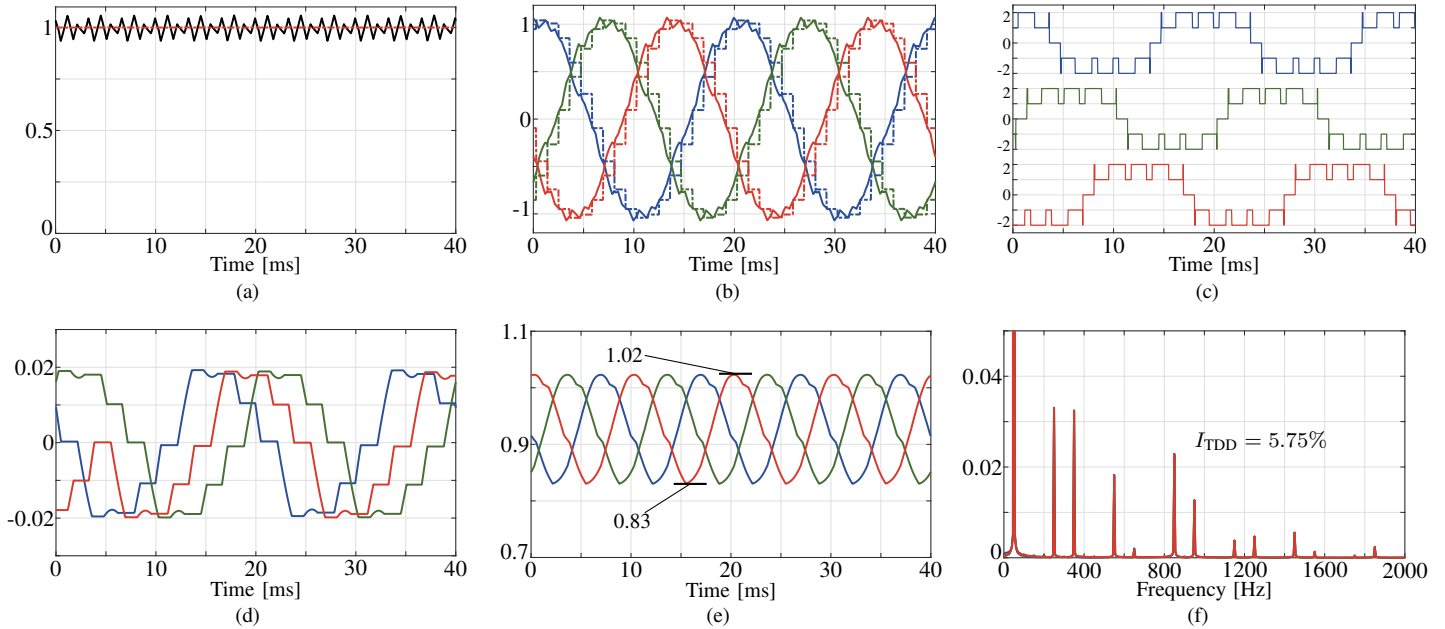 1
0.5
0
0 10 20 30 40
Time [ms]
(a)
1
0
-1
0 10 20 30 40
Time [ms]
(b)
2
0
-2
2
0
-2
2
0
-2
0 10 20 30 40
Time [ms]
(c)
0.02
0
-0.02
0 10 20 30 40
Time [ms]
(d)
1.1
0.9
0.7
1.02
0.83
0 10 20 30 40
Time [ms]
(e)
0.04
0.02
0
I_TDD = 5.75%
0 400 800 1200 1600 2000
Frequency [Hz]
(f)